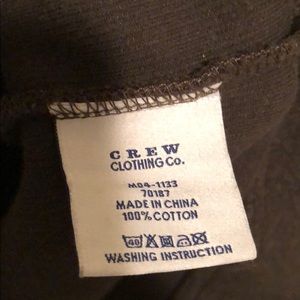 CREW
CLOTHING Co.
M04-1133
70187
MADE IN CHINA
100% COTTON
40
WASHING INSTRUCTION